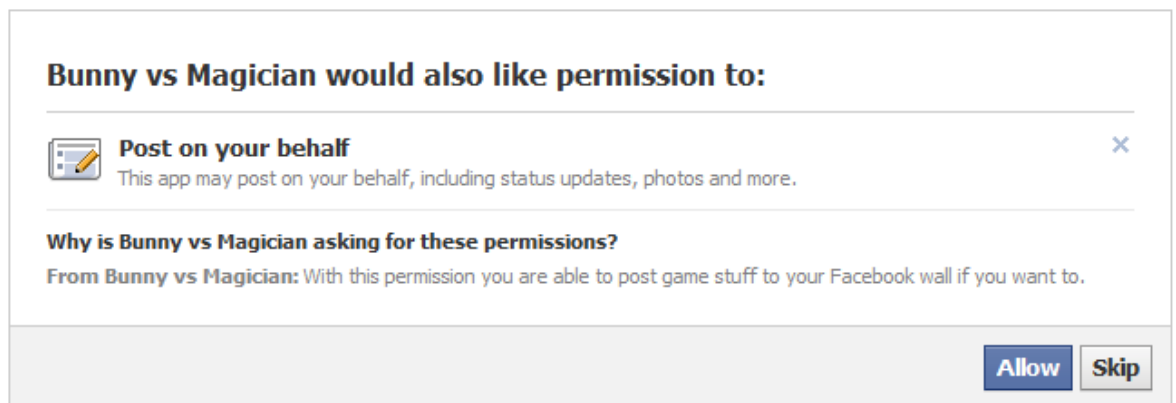 Bunny vs Magician would also like permission to:
Post on your behalf
This app may post on your behalf, including status updates, photos and more.
Why is Bunny vs Magician asking for these permissions?
From Bunny vs Magician: With this permission you are able to post game stuff to your Facebook wall if you want to.
Allow Skip